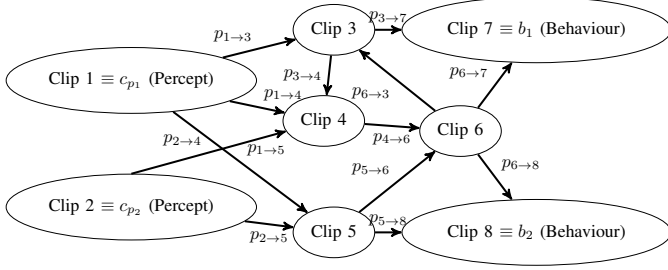 Clip 3
p_{3→7}
Clip 7 ≡ b_1 (Behaviour)
p_{1→3}
Clip 1 ≡ c_{p_1} (Percept)
p_{3→4}
p_{6→7}
p_{1→4}
p_{6→3}
Clip 4
Clip 6
p_{2→4}
p_{1→5}
p_{4→6}
p_{5→6}
p_{6→8}
Clip 2 ≡ c_{p_2} (Percept)
p_{2→5}
Clip 5
p_{5→8}
Clip 8 ≡ b_2 (Behaviour)